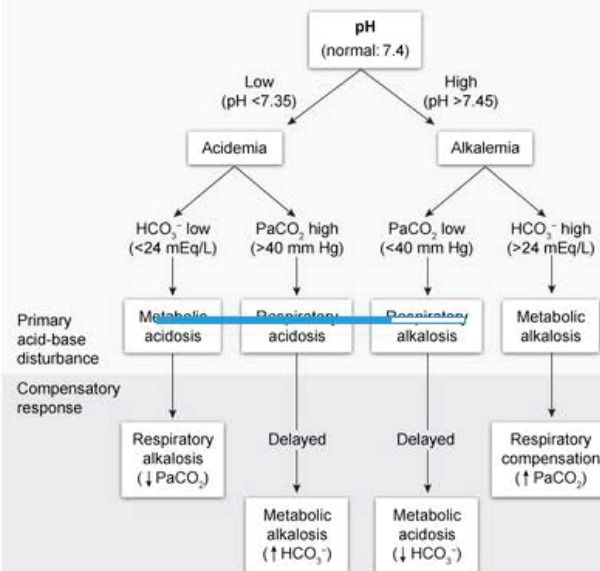 pH
(normal: 7.4)
Low
(pH <7.35)
High
(pH >7.45)
Acidemia
Alkalemia
HCO₃⁻ low
(<24 mEq/L)
PaCO₂ high
(>40 mm Hg)
PaCO₂ low
(<40 mm Hg)
HCO₃⁻ high
(>24 mEq/L)
Primary
acid-base
disturbance
Metabolic
acidosis
Respiratory
acidosis
Respiratory
alkalosis
Metabolic
alkalosis
Compensatory
response
Respiratory
alkalosis
(↓PaCO₂)
Delayed
Delayed
Respiratory
compensation
(↑PaCO₂)
Metabolic
alkalosis
(↑HCO₃⁻)
Metabolic
acidosis
(↓HCO₃⁻)